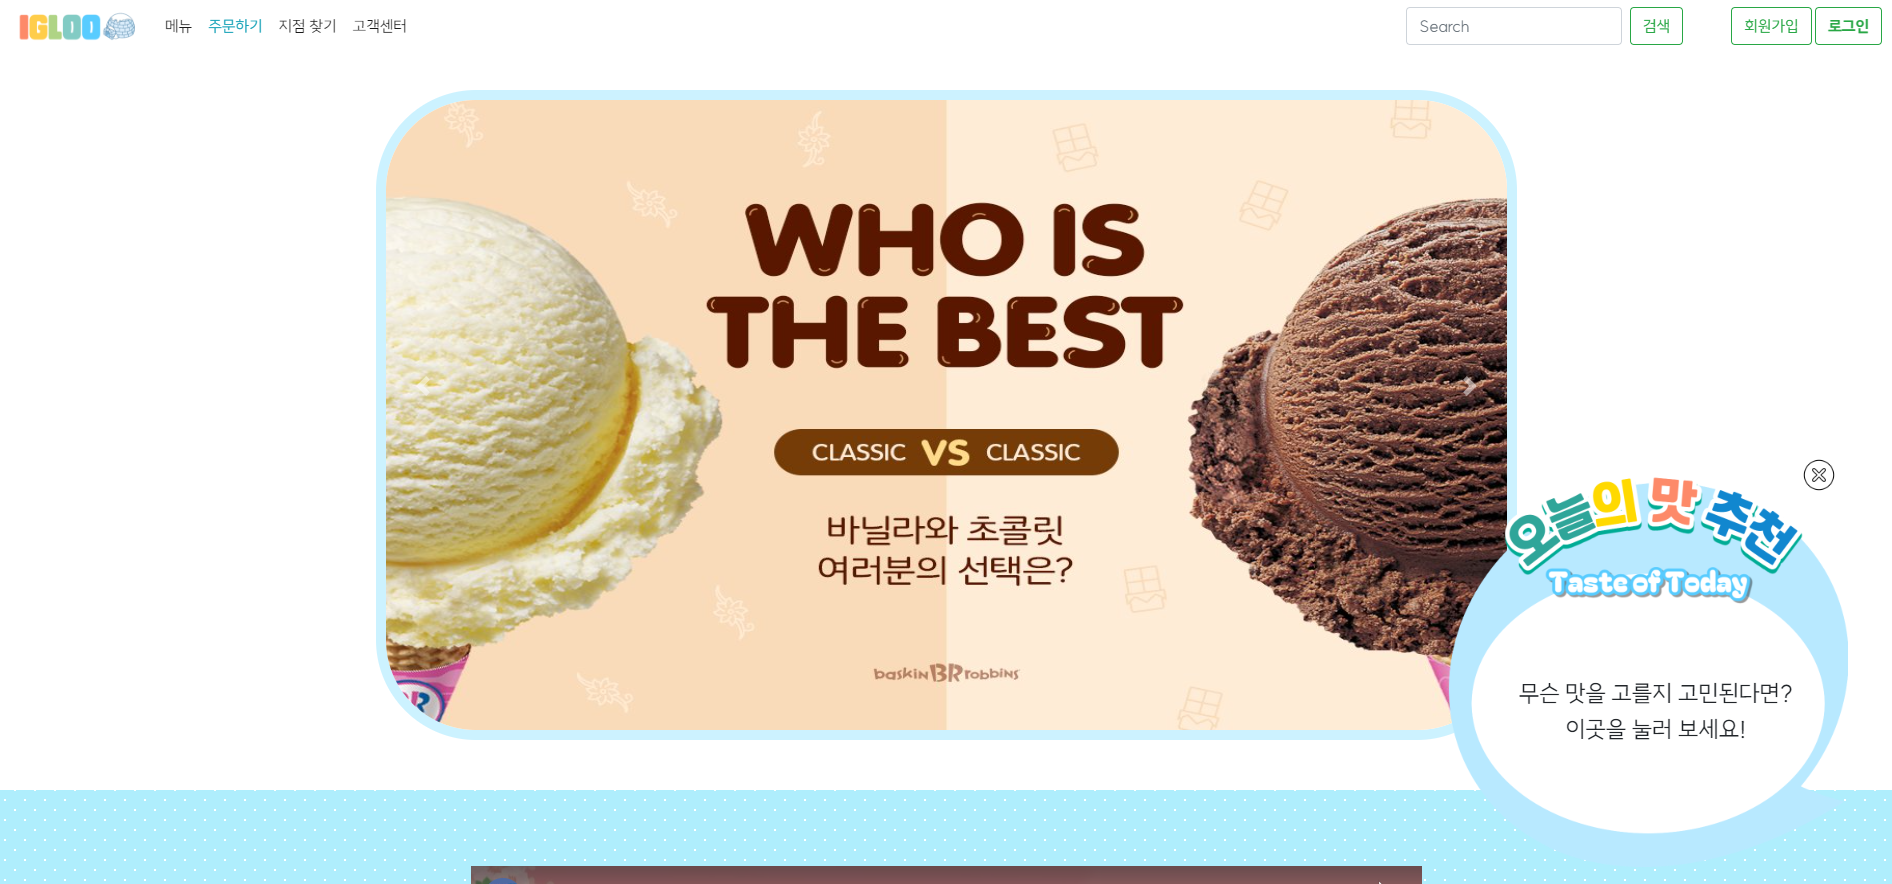 IGLOO
메뉴 주문하기 지점 찾기 고객센터
Search 검색 회원가입 로그인
WHO IS
THE BEST
CLASSIC VS CLASSIC
바닐라와 초콜릿
여러분의 선택은?
baskin BR robbins
오늘의 맛 추천
Taste of Today
무슨 맛을 고를지 고민된다면?
이곳을 눌러 보세요!